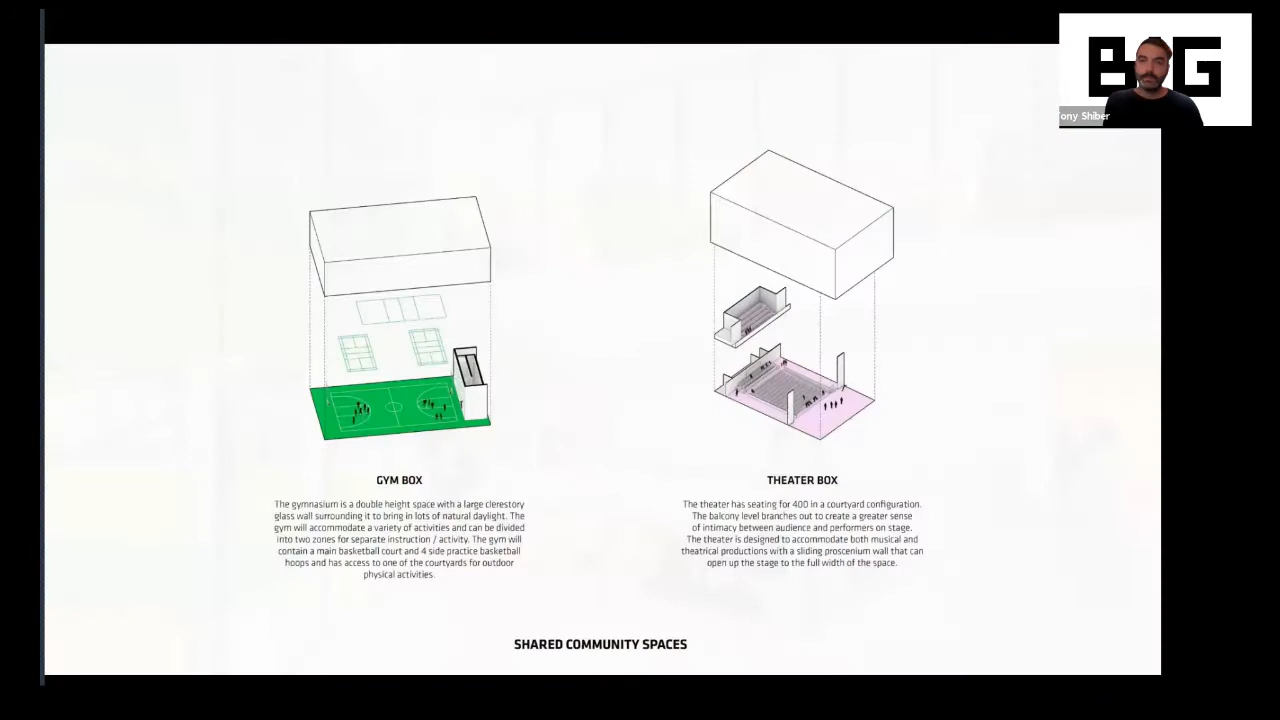 BIG
Tony Shiber
GYM BOX
The gymnasium is a double height space with a large clerestory
glass wall surrounding it to bring in lots of natural daylight. The
gym will accommodate a variety of activities and can be divided
into two zones for separate instruction / activity. The gym will
contain a main basketball court and 4 side practice basketball
hoops and has access to one of the courtyards for outdoor
physical activities.
THEATER BOX
The theater has seating for 400 in a courtyard configuration.
The balcony level branches out to create a greater sense
of intimacy between audience and performers on stage.
The theater is designed to accommodate both musical and
theatrical productions with a sliding proscenium wall that can
open up the stage to the full width of the space.
SHARED COMMUNITY SPACES